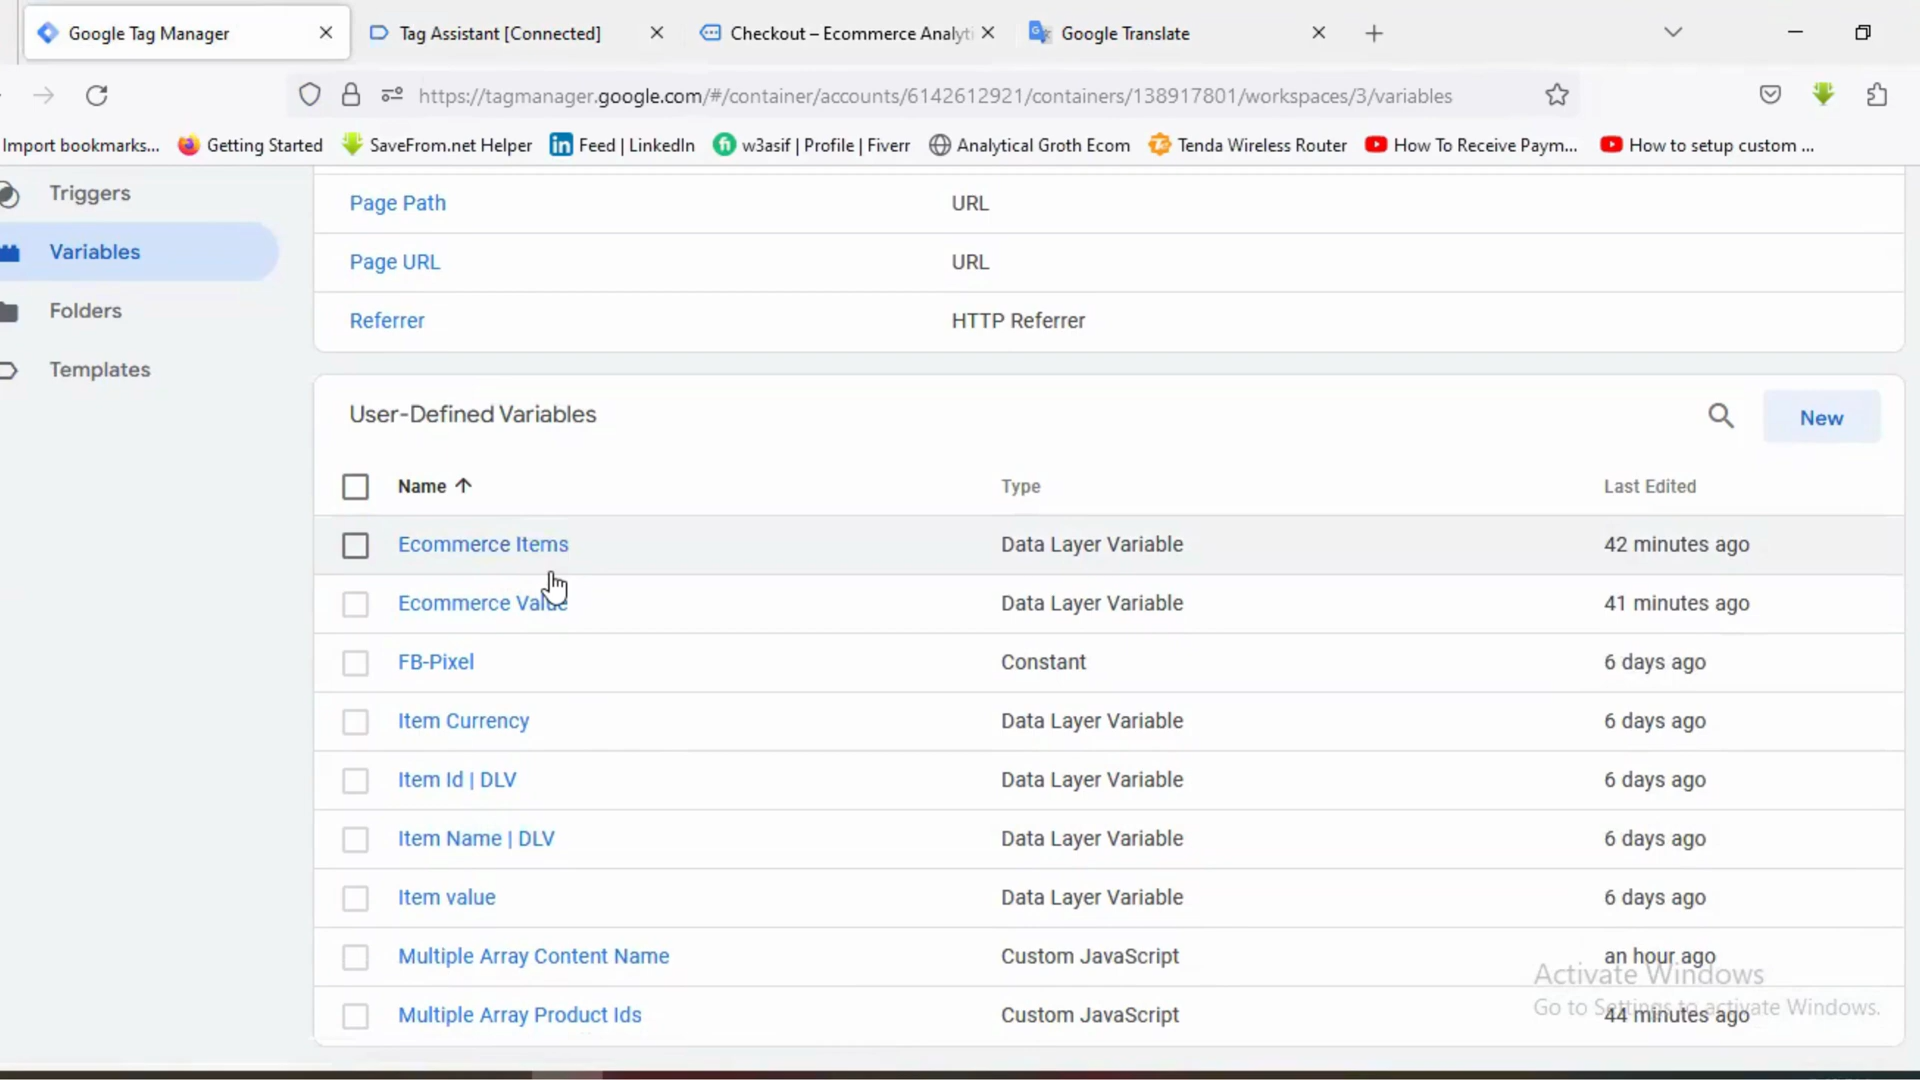 Google Tag Manager
Tag Assistant [Connected]
Checkout – Ecommerce Analyti
Google Translate
https://tagmanager.google.com/#/container/accounts/6142612921/containers/138917801/workspaces/3/variables
Import bookmarks...
Getting Started
SaveFrom.net Helper
Feed | LinkedIn
w3asif | Profile | Fiverr
Analytical Groth Ecom
Tenda Wireless Router
How To Receive Paym...
How to setup custom ...
Triggers
Variables
Folders
Templates
Page Path URL
Page URL URL
Referrer HTTP Referrer
User-Defined Variables
New
Name Type Last Edited
Ecommerce Items Data Layer Variable 42 minutes ago
Ecommerce Value Data Layer Variable 41 minutes ago
FB-Pixel Constant 6 days ago
Item Currency Data Layer Variable 6 days ago
Item Id | DLV Data Layer Variable 6 days ago
Item Name | DLV Data Layer Variable 6 days ago
Item value Data Layer Variable 6 days ago
Multiple Array Content Name Custom JavaScript an hour ago
Multiple Array Product Ids Custom JavaScript 44 minutes ago
Activate Windows
Go to Settings to activate Windows.